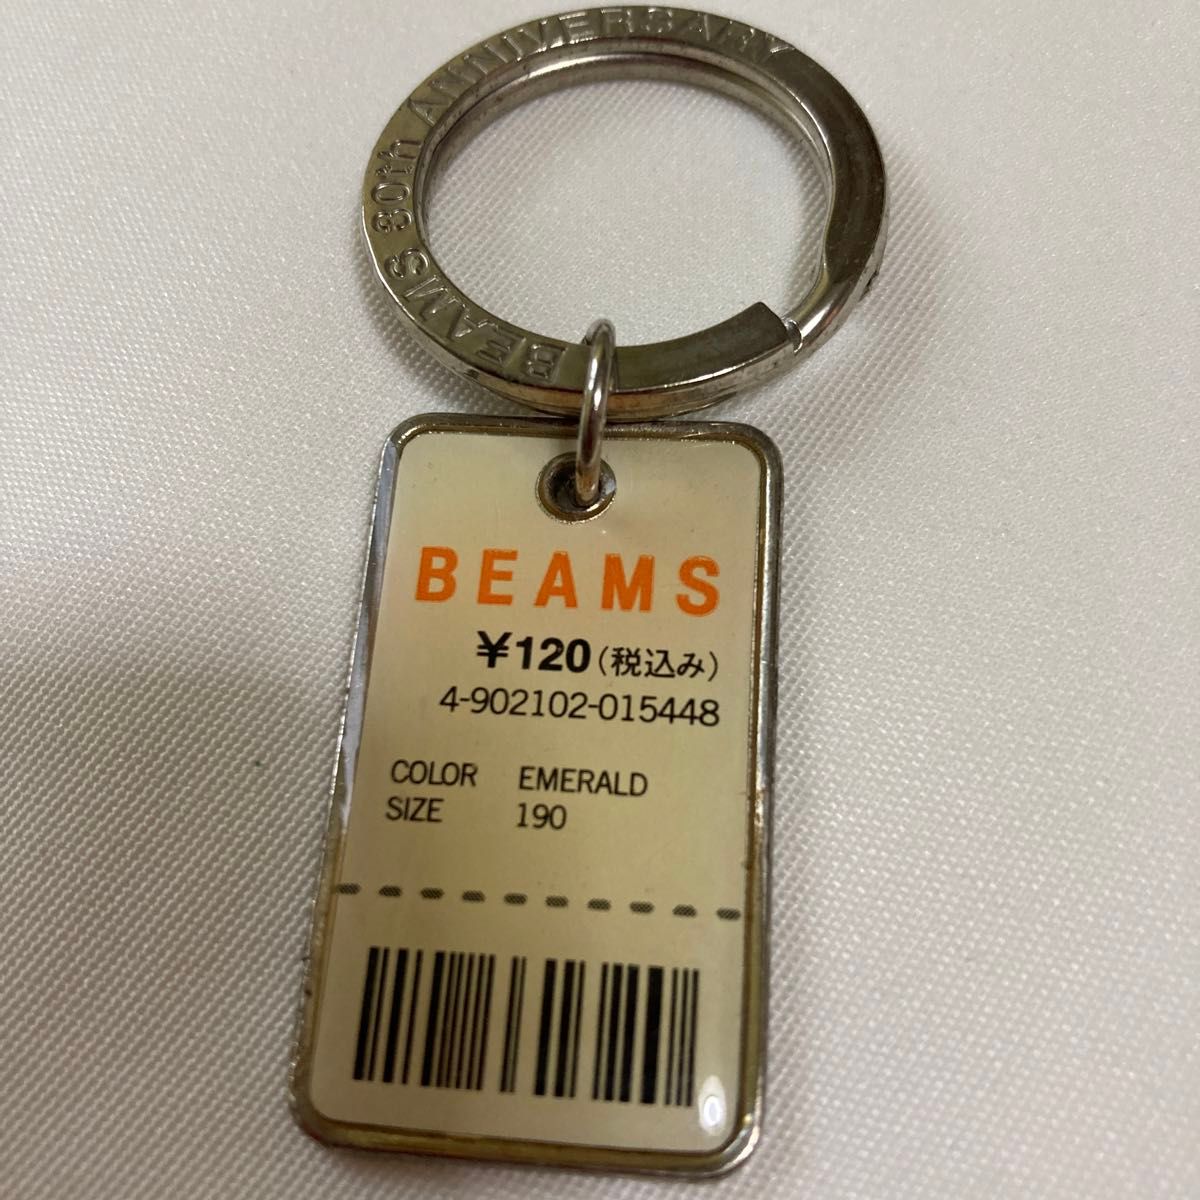 BEAMS 30th ANNIVERSARY
BEAMS
¥120(税込み)
4-902102-015448
COLOR EMERALD
SIZE 190